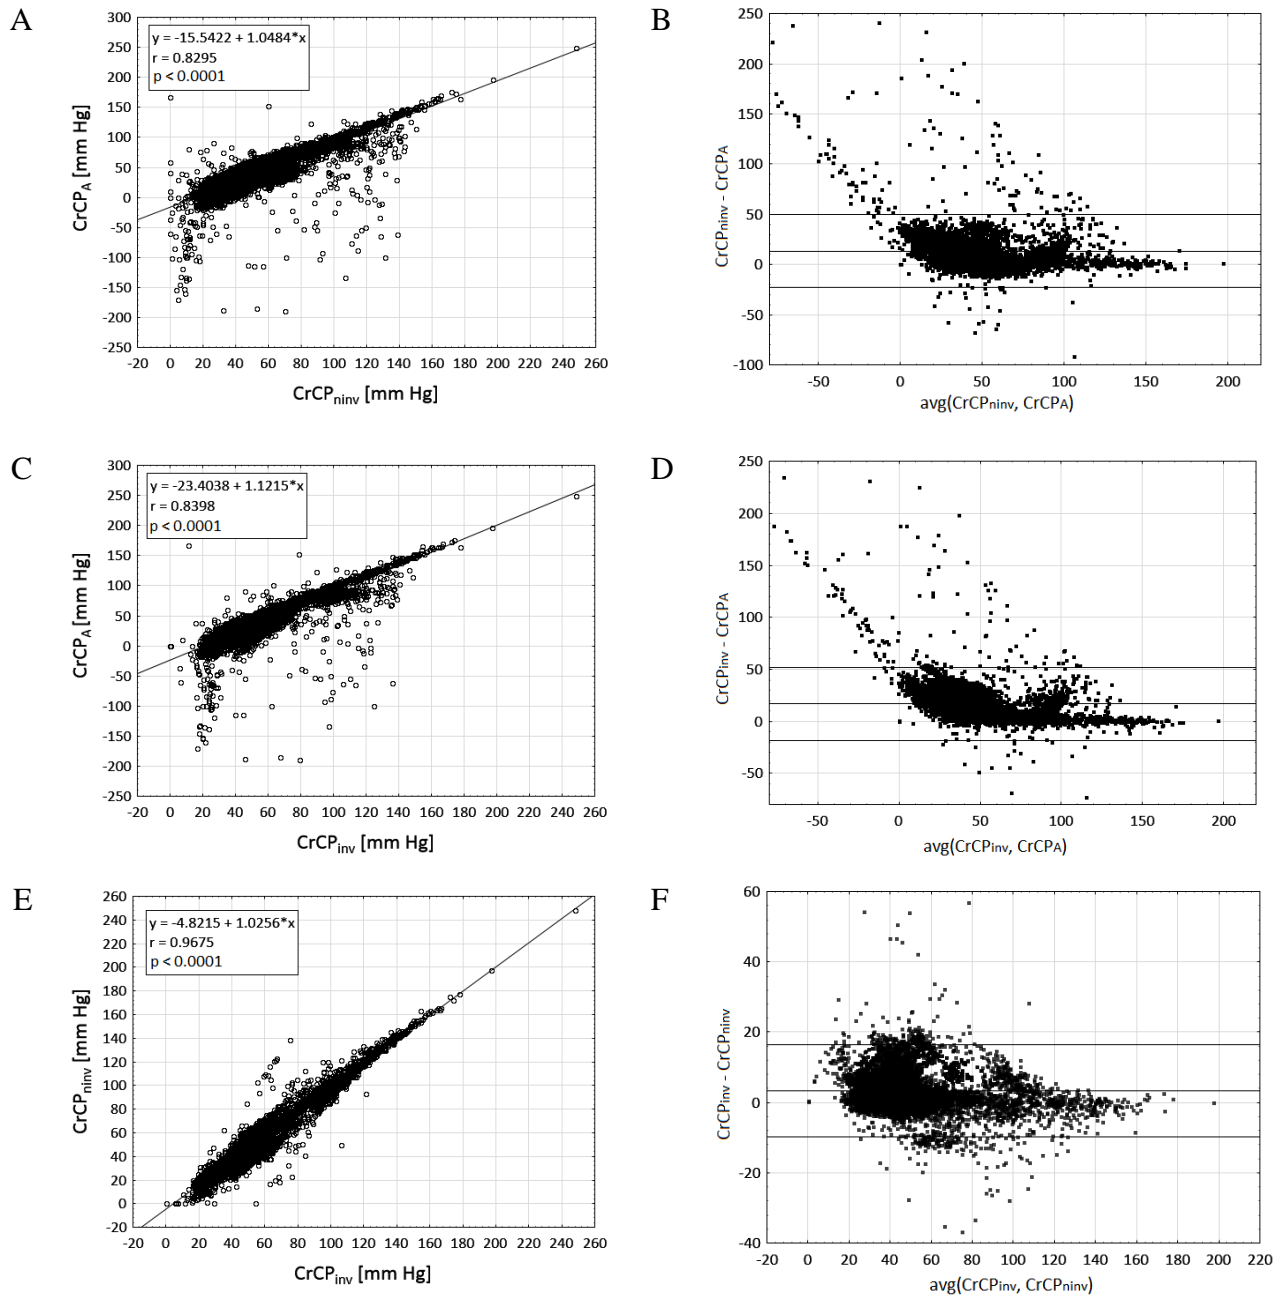 A
y = -15.5422 + 1.0484*x
r = 0.8295
p < 0.0001
300
250
200
150
100
50
0
-50
-100
-150
-200
-250
CrCPA [mm Hg]
-20 0 20 40 60 80 100 120 140 160 180 200 220 240 260
CrCPninv [mm Hg]
B
250
200
150
100
50
0
-50
-100
CrCPninv - CrCPA
-50 0 50 100 150 200
avg(CrCPninv, CrCPA)
C
y = -23.4038 + 1.1215*x
r = 0.8398
p < 0.0001
300
250
200
150
100
50
0
-50
-100
-150
-200
-250
CrCPA [mm Hg]
-20 0 20 40 60 80 100 120 140 160 180 200 220 240 260
CrCPinv [mm Hg]
D
250
200
150
100
50
0
-50
CrCPinv - CrCPA
-50 0 50 100 150 200
avg(CrCPinv, CrCPA)
E
y = -4.8215 + 1.0256*x
r = 0.9675
p < 0.0001
260
240
220
200
180
160
140
120
100
80
60
40
20
0
-20
CrCPninv [mm Hg]
-20 0 20 40 60 80 100 120 140 160 180 200 220 240 260
CrCPinv [mm Hg]
F
60
40
20
0
-20
-40
CrCPinv - CrCPninv
-20 0 20 40 60 80 100 120 140 160 180 200 220
avg(CrCPinv, CrCPninv)